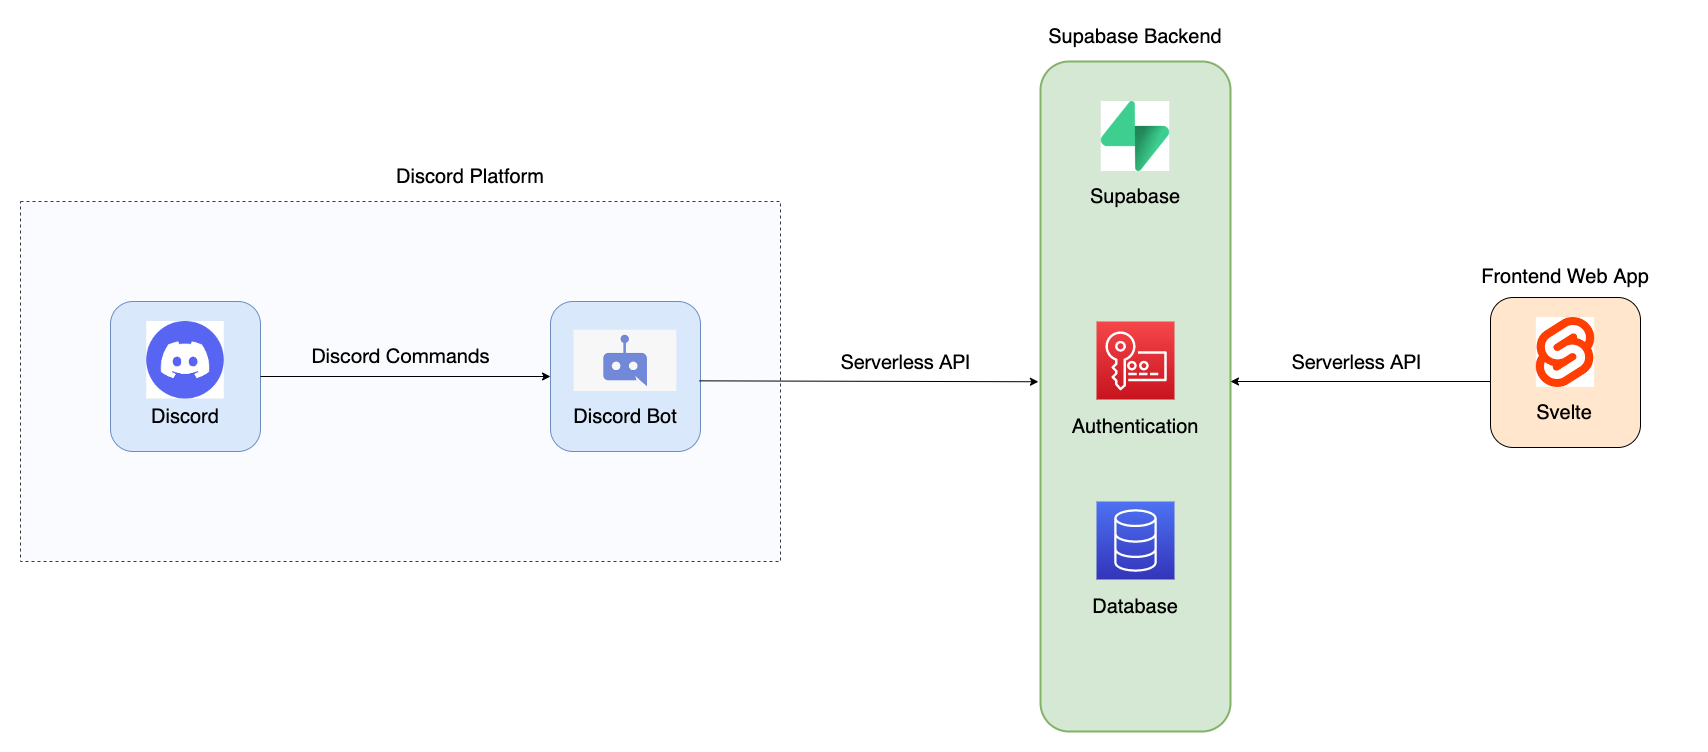 Supabase Backend
Supabase
Discord Platform
Discord Commands
Discord
Discord Bot
Serverless API
Authentication
Database
Serverless API
Frontend Web App
Svelte